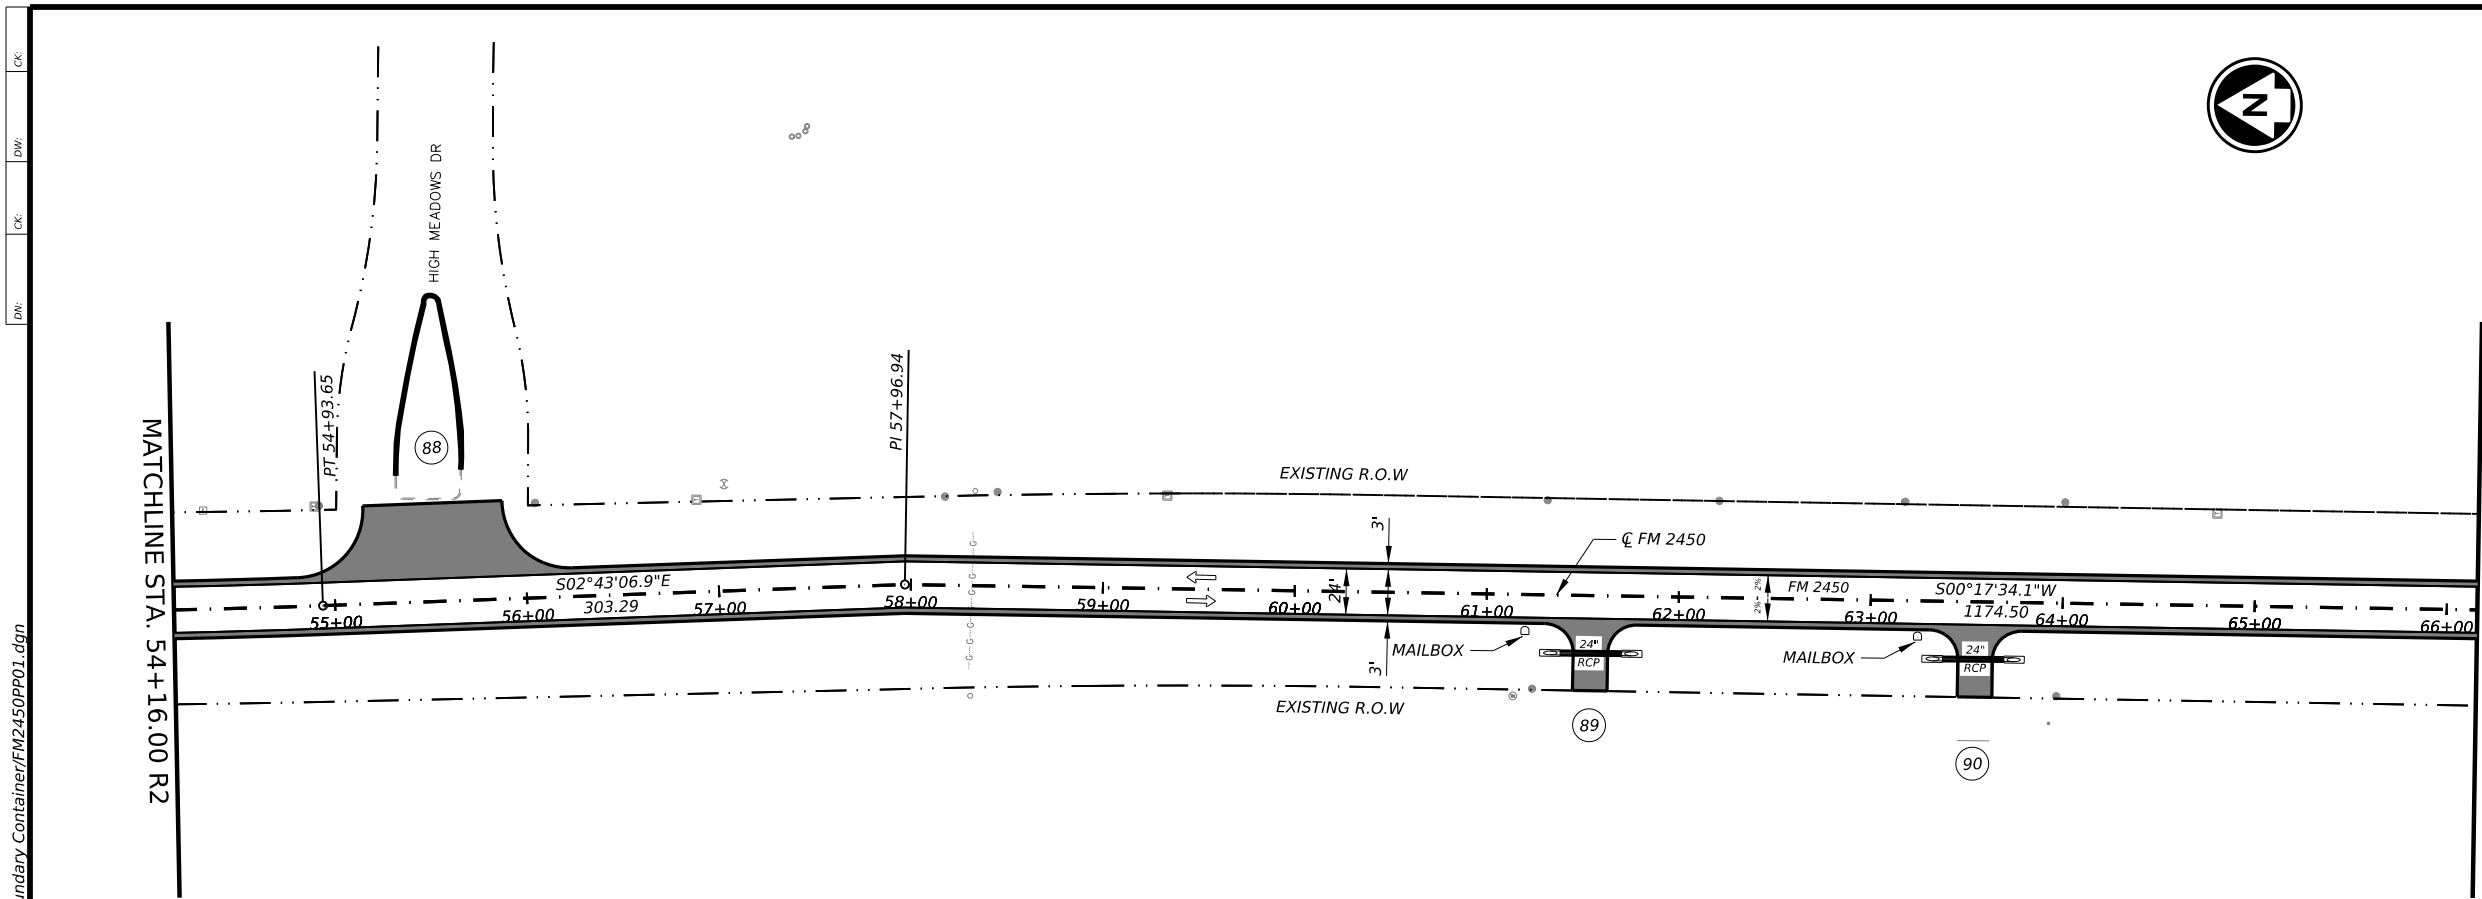 CK:
DW:
CK:
DN:
undary Container/FM2450PP01.dgn
N
HIGH MEADOWS DR
88
PT 54+93.65
PI 57+96.94
MATCHLINE STA. 54+16.00 R2
EXISTING R.O.W
3'
℄ FM 2450
S02°43'06.9"E
303.29
24'
2% 2%
FM 2450
S00°17'34.1"W
1174.50
55+00
56+00
57+00
58+00
59+00
60+00
61+00
62+00
63+00
64+00
65+00
66+00
G G G G G
3'
MAILBOX
24"
RCP
MAILBOX
24"
RCP
EXISTING R.O.W
89
90